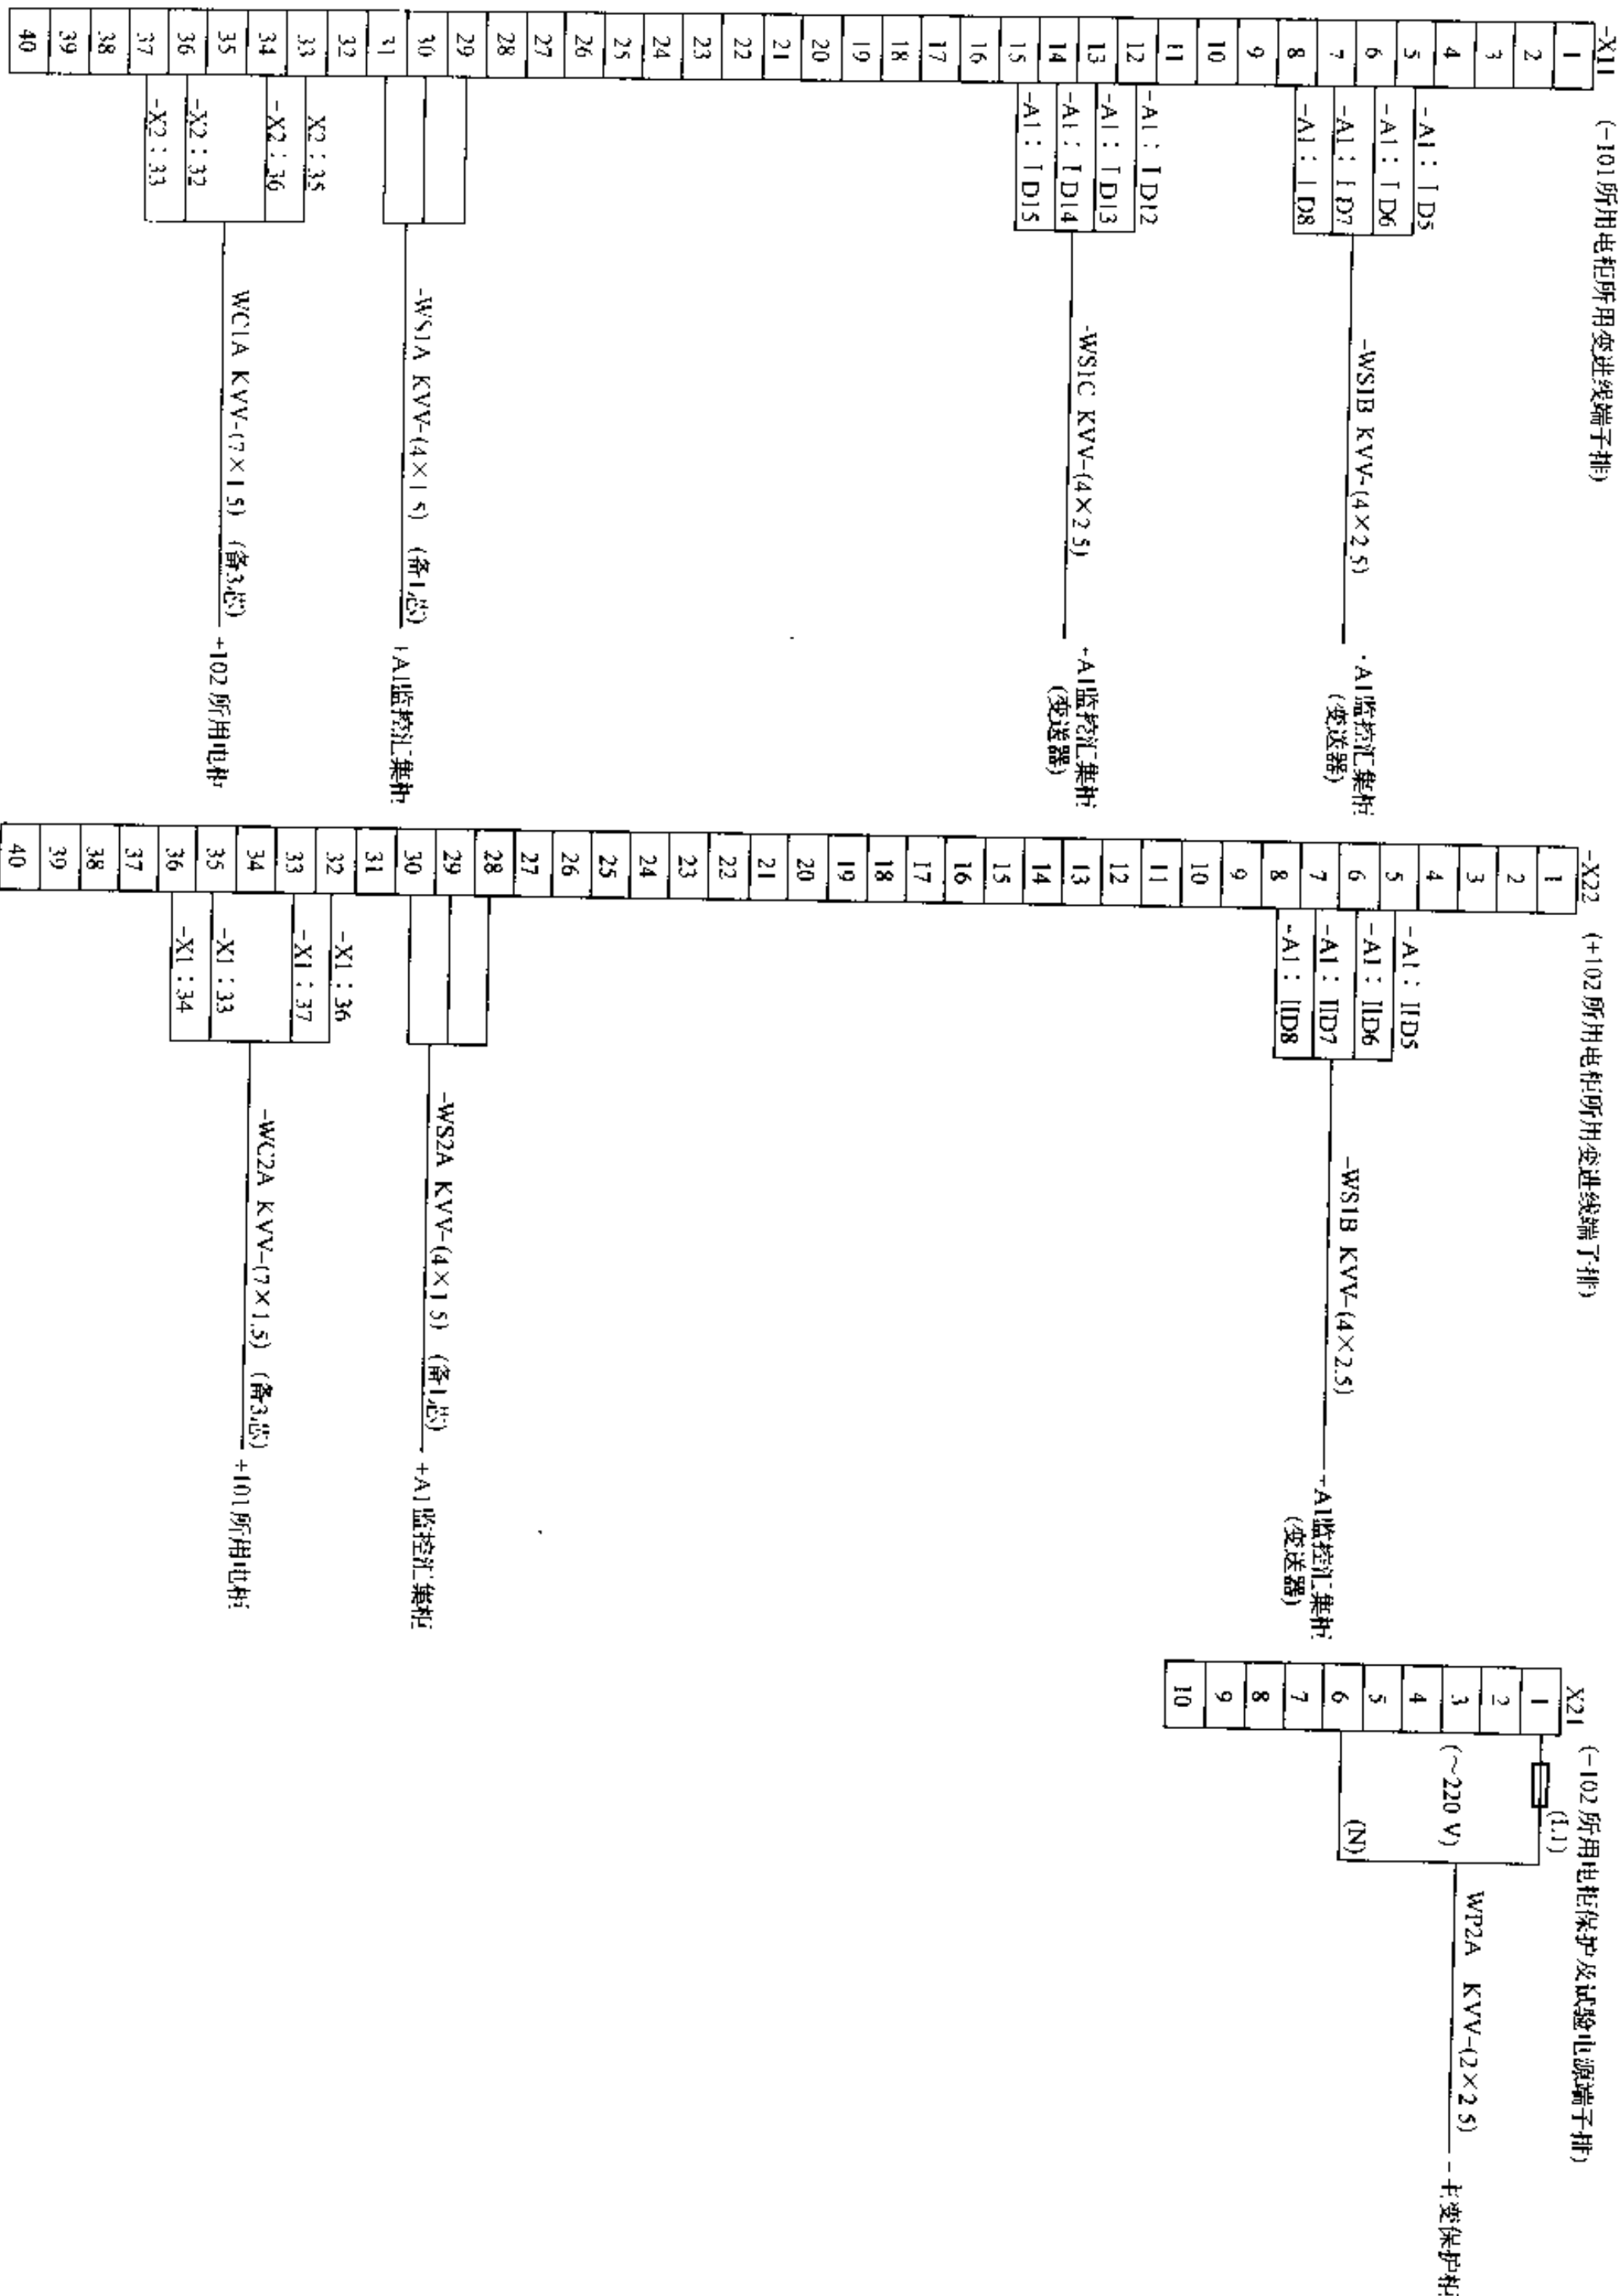 -X11 (-101所用电柜所用变进线端子排)
1
2
3
4
5 -A1：ⅠD5
6 -A1：ⅠD6
7 -A1：ⅠD7
8 -A1：ⅠD8
-WS1B KVV-(4×2 5)
A1监控汇集柜
(变送器)
9
10
11
12 -A1：ⅠD12
13 -A1：ⅠD13
14 -A1：ⅠD14
15 -A1：ⅠD15
-WS1C KVV-(4×2 5)
+A1监控汇集柜
(变送器)
16
17
18
19
20
21
22
23
24
25
26
27
28
29
30
31
-WS1A KVV-(4×1 5) (备1芯)
+A1监控汇集柜
32
33 X2：35
34 -X2：36
35
36 -X2：32
37 -X2：33
WC1A KVV-(7×1 5) (备3芯)
+102所用电柜
38
39
40
-X22 (+102所用电柜所用变进线端子排)
1
2
3
4
5 -A1：ⅡD5
6 -A1：ⅡD6
7 -A1：ⅡD7
8 -A1：ⅡD8
-WS1B KVV-(4×2.5)
+A1监控汇集柜
(变送器)
9
10
11
12
13
14
15
16
17
18
19
20
21
22
23
24
25
26
27
28
29
30
-WS2A KVV-(4×1 5) (备1芯)
+A1监控汇集柜
31
32 -X1：36
33 -X1：37
34
35 -X1：33
36 -X1：34
-WC2A KVV-(7×1.5) (备3芯)
+101所用电柜
37
38
39
40
X21 (-102所用电柜保护及试验电源端子排)
1 (L1)
2
3 (～220 V)
4
5
6 (N)
7
8
9
10
WP2A KVV-(2×2 5)
主变保护柜